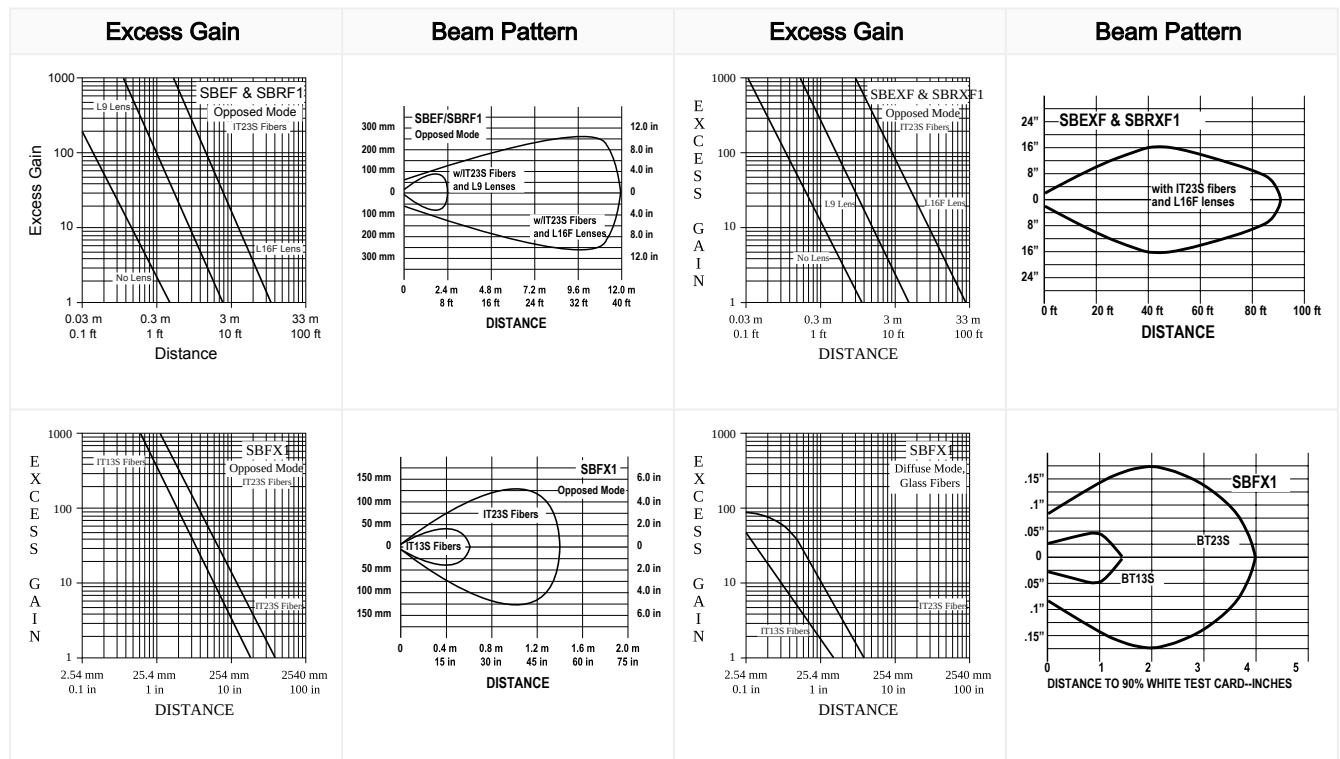 Excess Gain
Beam Pattern
Excess Gain
Beam Pattern
1000
100
10
1
Excess Gain
SBEF & SBRF1
Opposed Mode
IT23S Fibers
L9 Lens
L16F Lens
No Lens
0.03 m 0.3 m 3 m 33 m
0.1 ft 1 ft 10 ft 100 ft
Distance
SBEF/SBRF1
Opposed Mode
300 mm
200 mm
100 mm
0
100 mm
200 mm
300 mm
12.0 in
8.0 in
4.0 in
0
4.0 in
8.0 in
12.0 in
w/IT23S Fibers
and L9 Lenses
w/IT23S Fibers
and L16F Lenses
0 2.4 m 4.8 m 7.2 m 9.6 m 12.0 m
8 ft 16 ft 24 ft 32 ft 40 ft
DISTANCE
EXCESS GAIN
1000
100
10
1
SBEXF & SBRXF1
Opposed Mode
IT23S Fibers
L9 Lens
L16F Lens
No Lens
0.03 m 0.3 m 3 m 33 m
0.1 ft 1 ft 10 ft 100 ft
DISTANCE
SBEXF & SBRXF1
24”
16”
8”
0
8”
16”
24”
with IT23S fibers
and L16F lenses
0 ft 20 ft 40 ft 60 ft 80 ft 100 ft
DISTANCE
EXCESS GAIN
1000
100
10
1
SBFX1
Opposed Mode
IT23S Fibers
IT13S Fibers
IT23S Fibers
2.54 mm 25.4 mm 254 mm 2540 mm
0.1 in 1 in 10 in 100 in
DISTANCE
SBFX1
Opposed Mode
150 mm
100 mm
50 mm
0
50 mm
100 mm
150 mm
6.0 in
4.0 in
2.0 in
0
2.0 in
4.0 in
6.0 in
IT23S Fibers
IT13S Fibers
0 0.4 m 0.8 m 1.2 m 1.6 m 2.0 m
15 in 30 in 45 in 60 in 75 in
DISTANCE
EXCESS GAIN
1000
100
10
1
SBFX1
Diffuse Mode,
Glass Fibers
IT23S Fibers
IT13S Fibers
2.54 mm 25.4 mm 254 mm 2540 mm
0.1 in 1 in 10 in 100 in
DISTANCE
SBFX1
.15”
.1”
.05”
0
.05”
.1”
.15”
BT23S
BT13S
0 1 2 3 4 5
DISTANCE TO 90% WHITE TEST CARD--INCHES